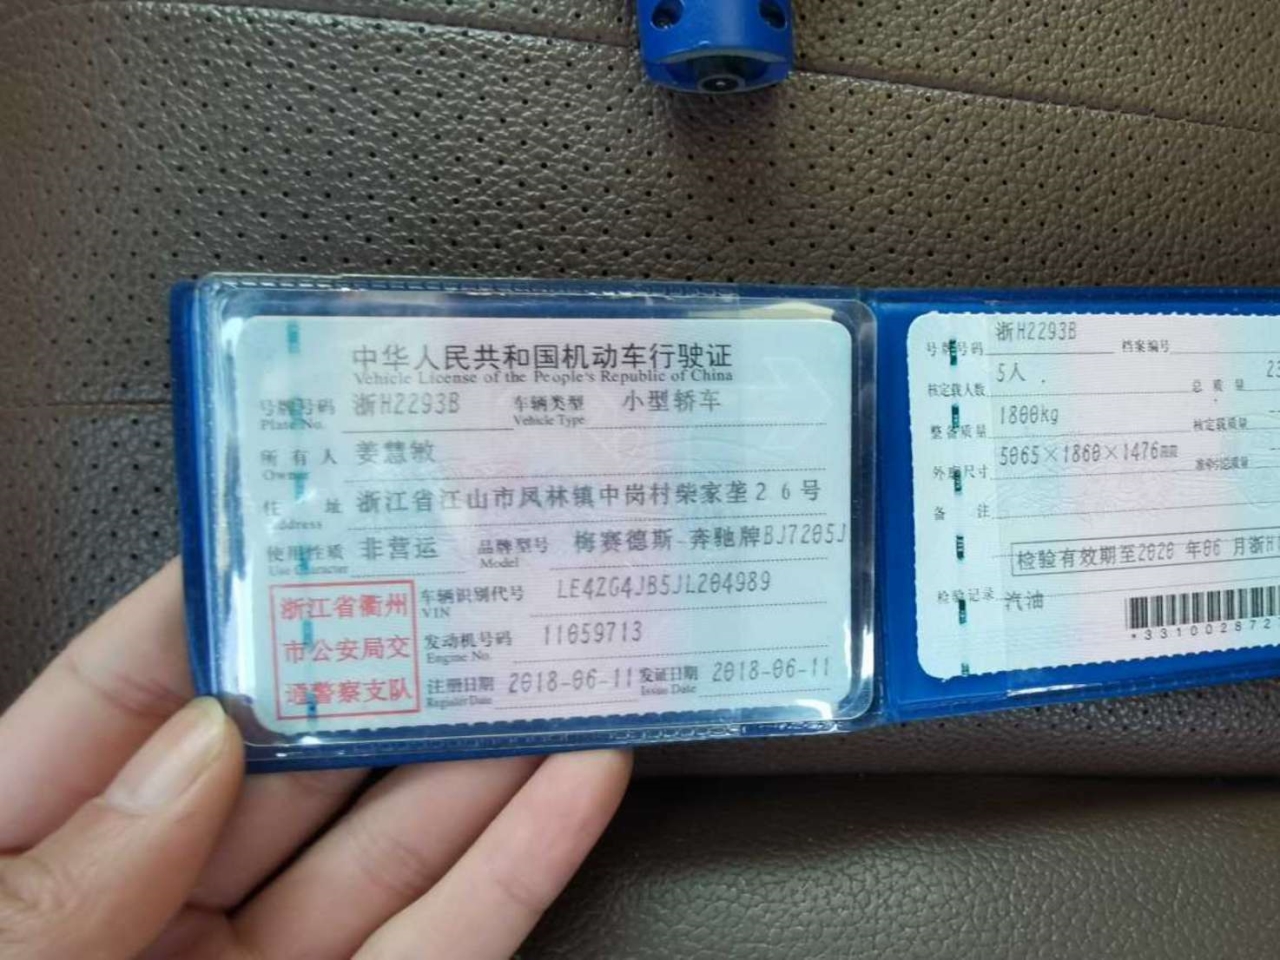 中华人民共和国机动车行驶证
Vehicle License of the People's Republic of China
号牌号码 浙H2293B 车辆类型 小型轿车
Plate No. Vehicle Type
所有人 姜慧敏
Owner
住址 浙江省江山市凤林镇中岗村柴家垄26号
Address
使用性质 非营运 品牌型号 梅赛德斯-奔驰牌BJ7205J
Use Character Model
浙江省衢州
市公安局交
通警察支队
车辆识别代号 LE4ZG4JB5JL204989
VIN
发动机号码 11059713
Engine No.
注册日期 2018-06-11 发证日期 2018-06-11
Register Date Issue Date
号牌号码 浙H2293B 档案编号
核定载人数 5人 总质量 23
整备质量 1800kg 核定载质量
外廓尺寸 5065×1860×1476mm 准牵引总质量
备注
检验有效期至2020年06月浙H
检验记录 汽油
*331002872